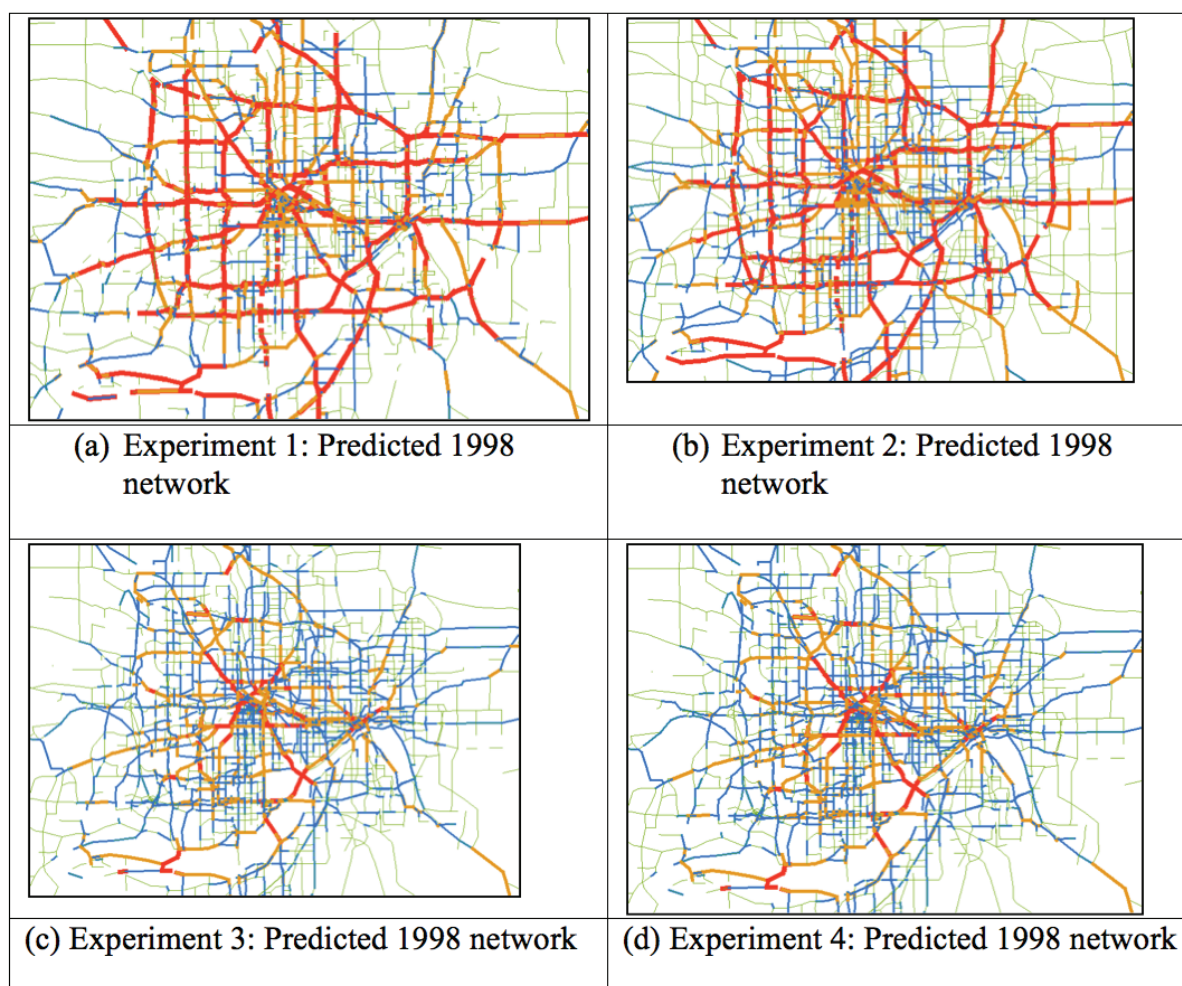 (a) Experiment 1: Predicted 1998
network
(b) Experiment 2: Predicted 1998
network
(c) Experiment 3: Predicted 1998 network
(d) Experiment 4: Predicted 1998 network